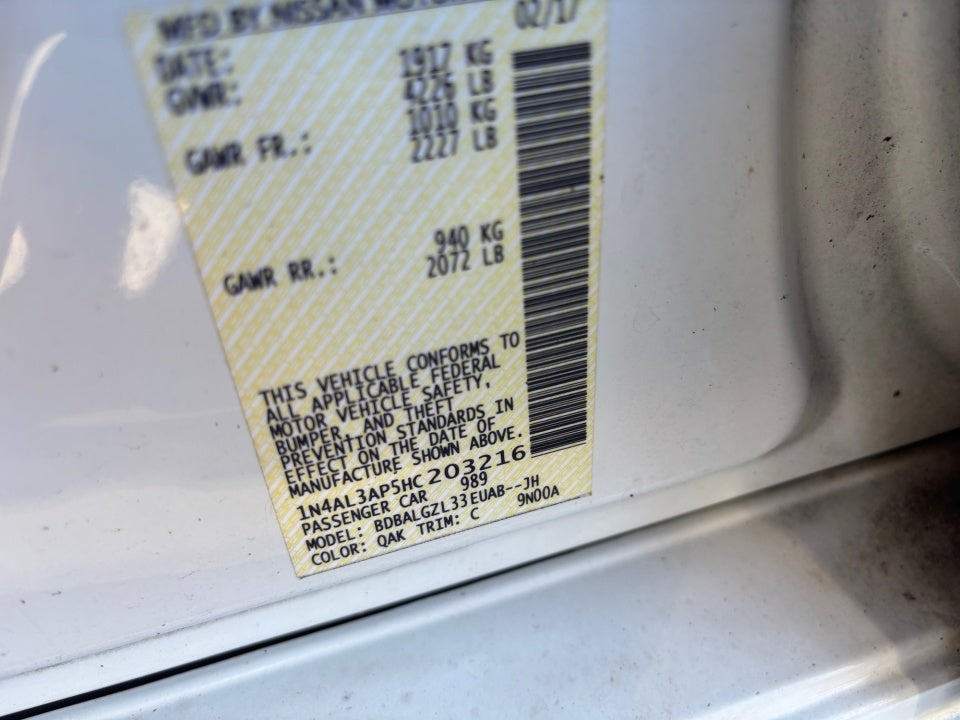 MFD BY NISSAN MOTOR
DATE: 02/17
GVWR: 1917 KG
4226 LB
GAWR FR.: 1010 KG
2227 LB
GAWR RR.: 940 KG
2072 LB
THIS VEHICLE CONFORMS TO
ALL APPLICABLE FEDERAL
MOTOR VEHICLE SAFETY,
BUMPER, AND THEFT
PREVENTION STANDARDS IN
EFFECT ON THE DATE OF
MANUFACTURE SHOWN ABOVE.
1N4AL3AP5HC203216
PASSENGER CAR 989
MODEL: BDBALGZL33EUAB--JH
COLOR: QAK TRIM: C 9N00A